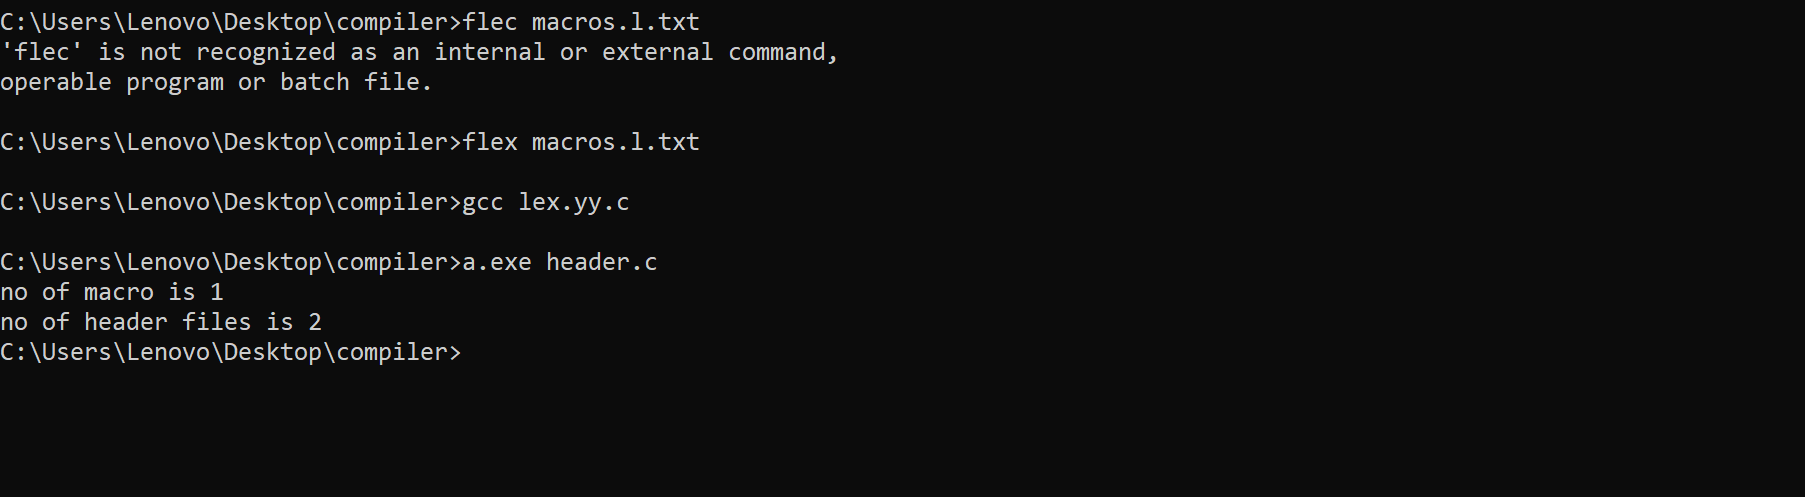 C:\Users\Lenovo\Desktop\compiler>flec macros.l.txt
'flec' is not recognized as an internal or external command,
operable program or batch file.
C:\Users\Lenovo\Desktop\compiler>flex macros.l.txt
C:\Users\Lenovo\Desktop\compiler>gcc lex.yy.c
C:\Users\Lenovo\Desktop\compiler>a.exe header.c
no of macro is 1
no of header files is 2
C:\Users\Lenovo\Desktop\compiler>